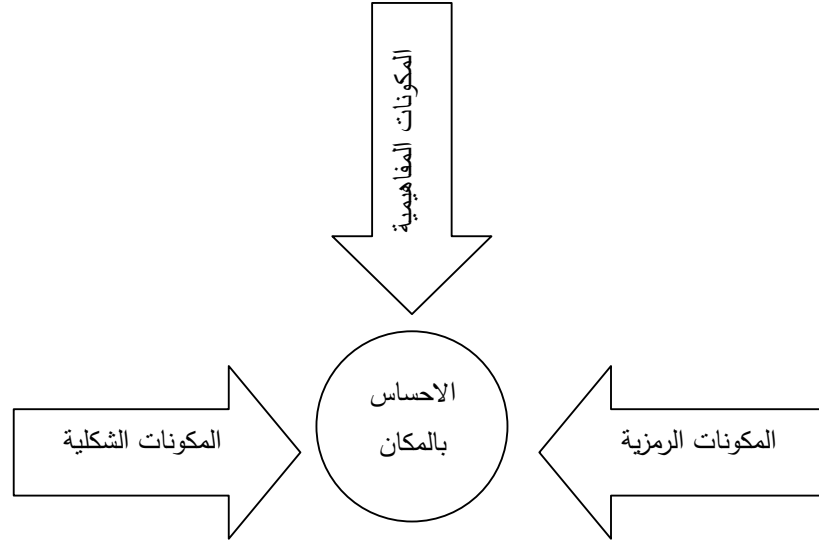 المكونات المفاهيمية
الاحساس
بالمكان
المكونات الرمزية
المكونات الشكلية